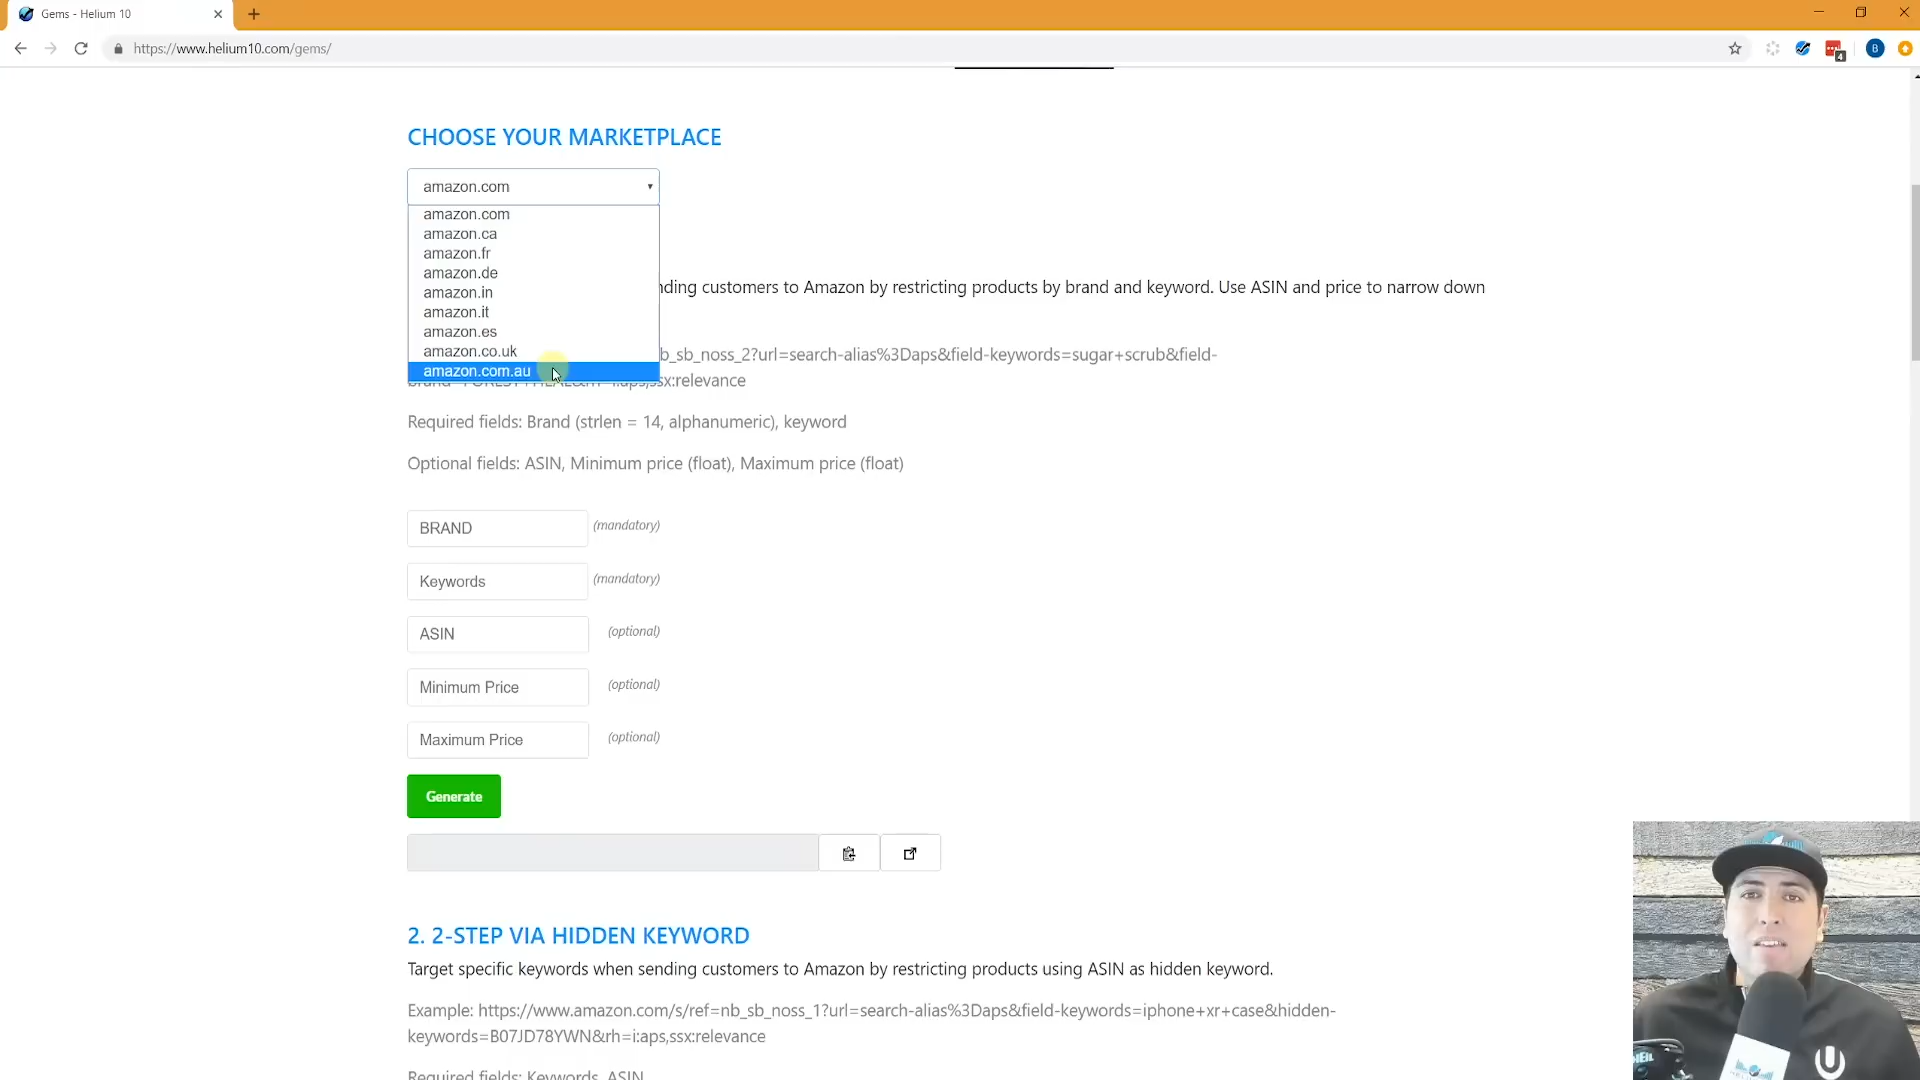 Gems - Helium 10
https://www.helium10.com/gems/
4
B
CHOOSE YOUR MARKETPLACE
amazon.com
amazon.com
amazon.ca
amazon.fr
amazon.de
amazon.in
amazon.it
amazon.es
amazon.co.uk
amazon.com.au
nding customers to Amazon by restricting products by brand and keyword. Use ASIN and price to narrow down
b_sb_noss_2?url=search-alias%3Daps&field-keywords=sugar+scrub&field-
ssx:relevance
Required fields: Brand (strlen = 14, alphanumeric), keyword
Optional fields: ASIN, Minimum price (float), Maximum price (float)
BRAND (mandatory)
Keywords (mandatory)
ASIN (optional)
Minimum Price (optional)
Maximum Price (optional)
Generate
2. 2-STEP VIA HIDDEN KEYWORD
Target specific keywords when sending customers to Amazon by restricting products using ASIN as hidden keyword.
Example: https://www.amazon.com/s/ref=nb_sb_noss_1?url=search-alias%3Daps&field-keywords=iphone+xr+case&hidden-
keywords=B07JD78YWN&rh=i:aps,ssx:relevance
Required fields: Keywords, ASIN